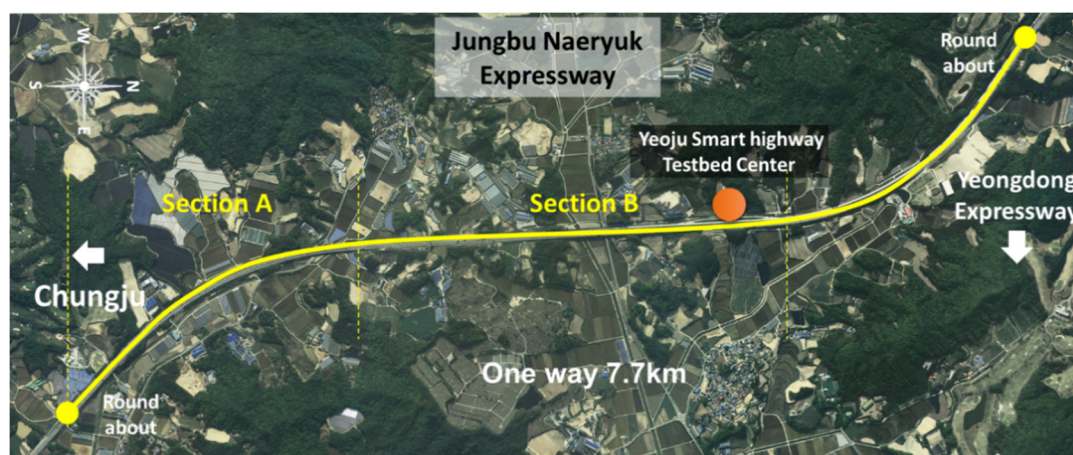 Jungbu Naeryuk
Expressway
W
S
N
E
Round
about
Yeoju Smart highway
Testbed Center
Section A
Section B
Yeongdong
Expressway
Chungju
One way 7.7km
Round
about